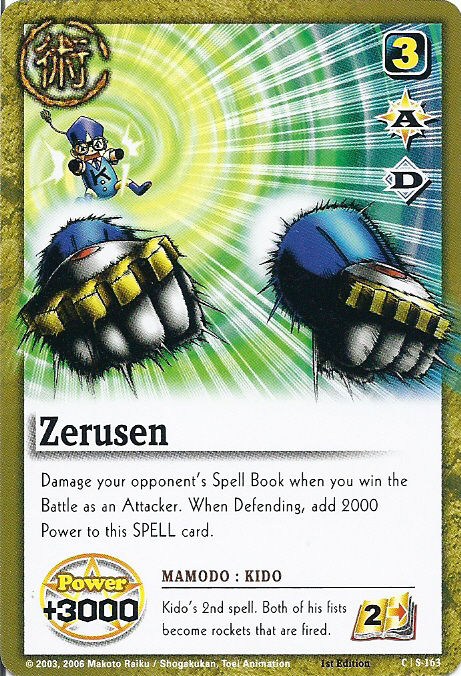 術
3
A
D
K
Zerusen
Damage your opponent's Spell Book when you win the
Battle as an Attacker. When Defending, add 2000
Power to this SPELL card.
Power
+3000
MAMODO : KIDO
Kido's 2nd spell. Both of his fists
become rockets that are fired.
2
© 2003, 2006 Makoto Raiku / Shogakukan, Toei Animation
1st Edition
C | S-163